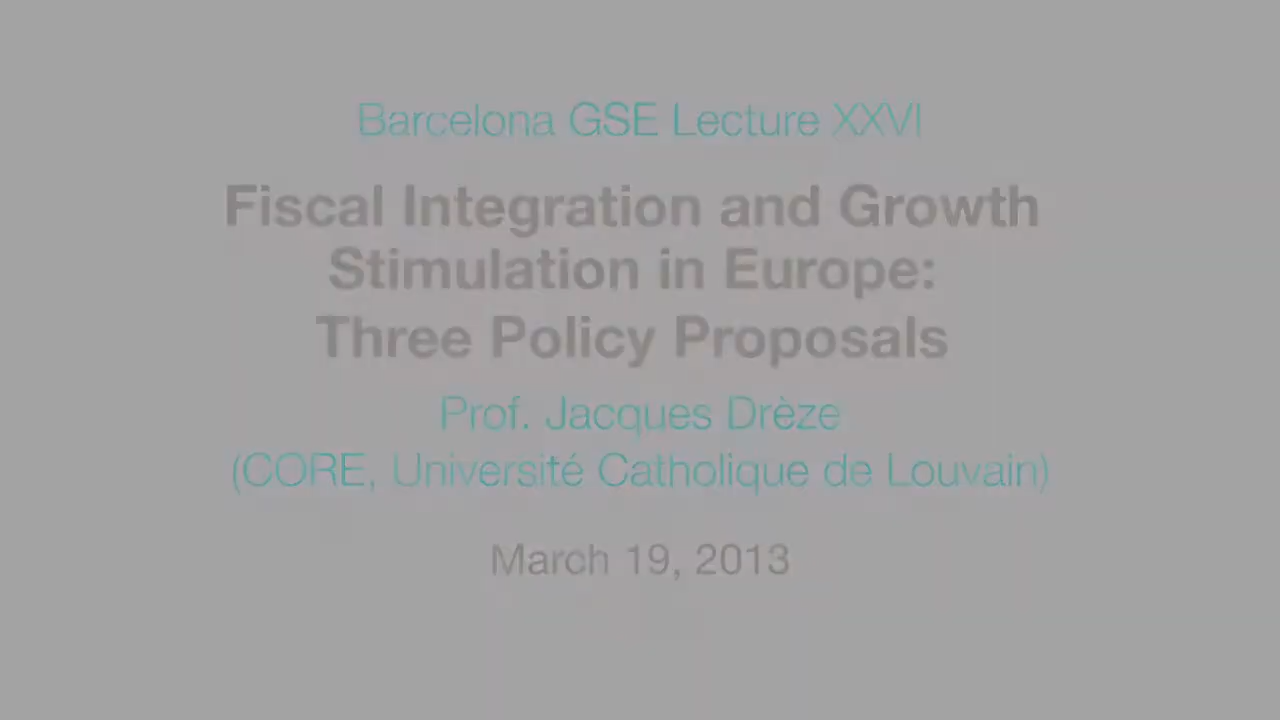 Barcelona GSE Lecture XXVI
Fiscal Integration and Growth
Stimulation in Europe:
Three Policy Proposals
Prof. Jacques Drèze
(CORE, Université Catholique de Louvain)
March 19, 2013